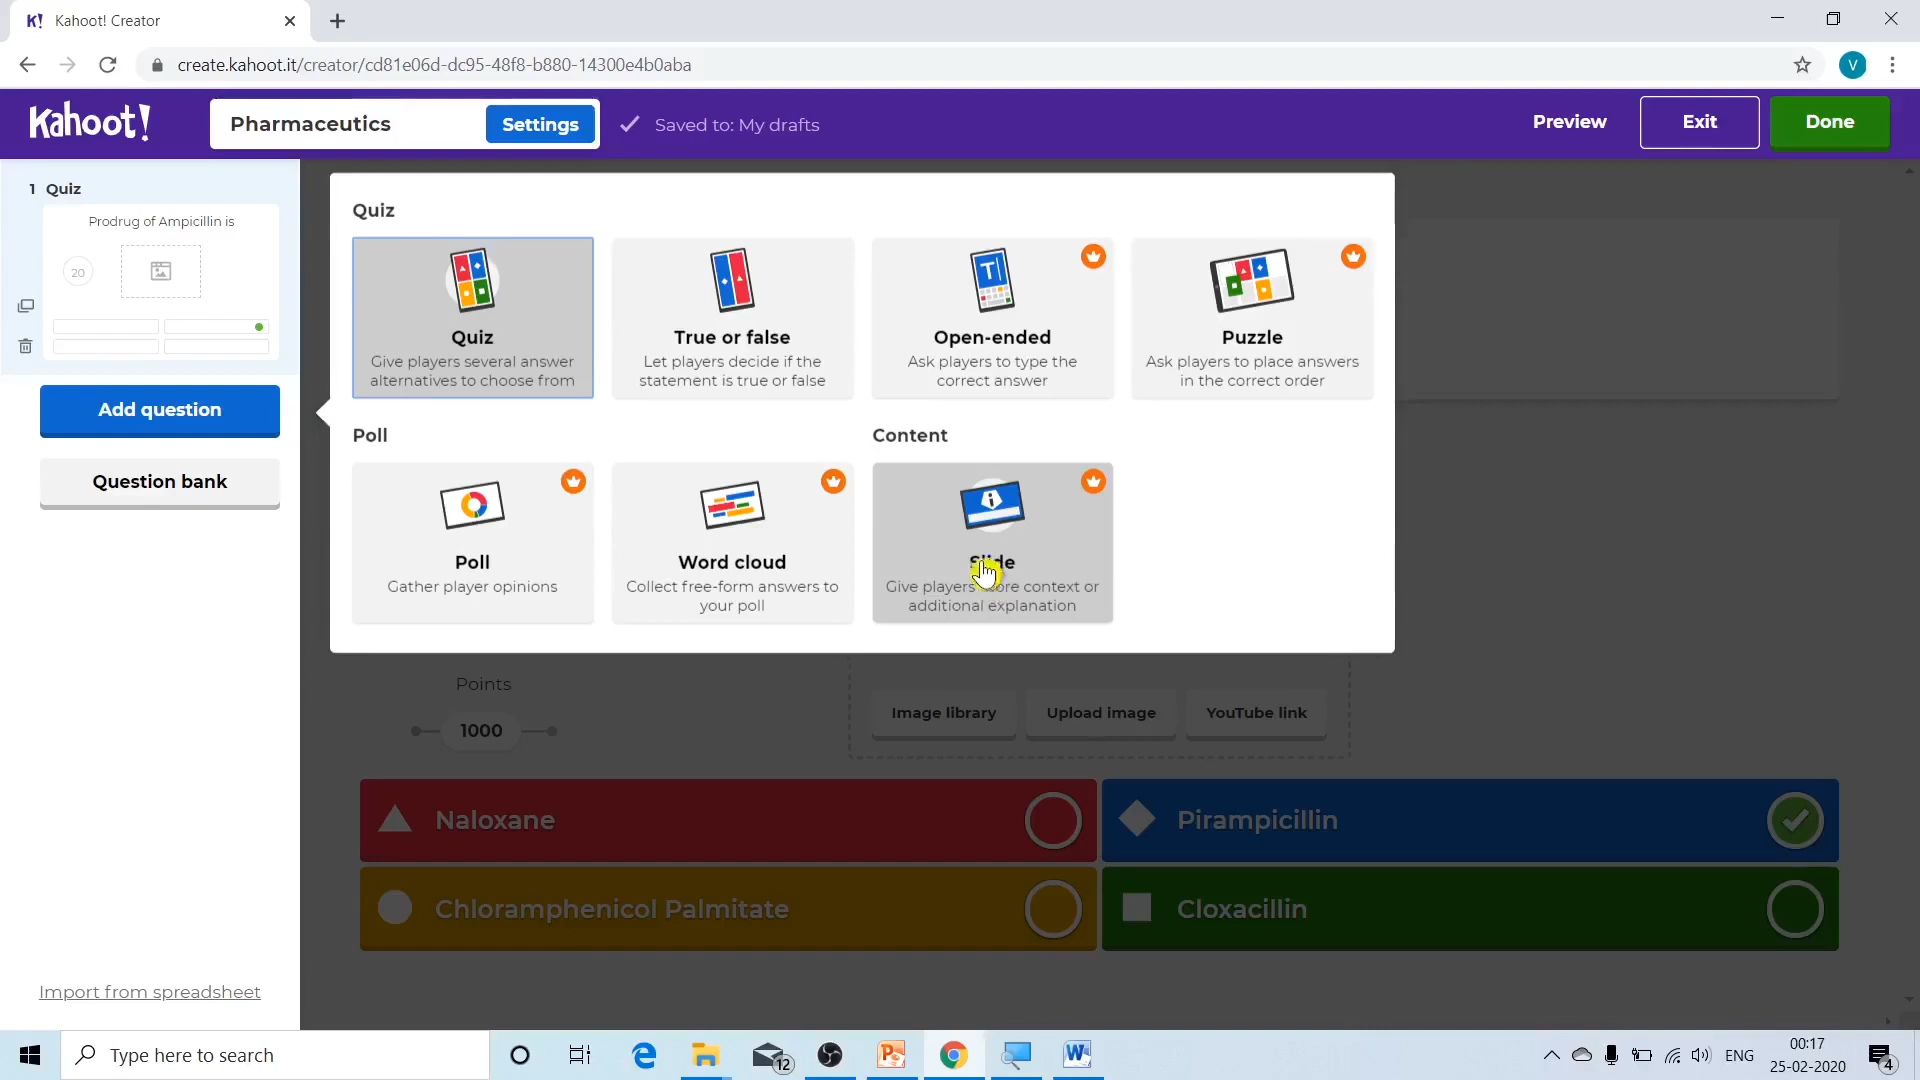 Kahoot! Creator
create.kahoot.it/creator/cd81e06d-dc95-48f8-b880-14300e4b0aba
V
Kahoot!
Pharmaceutics
Settings
Saved to: My drafts
Preview
Exit
Done
1 Quiz
Prodrug of Ampicillin is
20
Add question
Question bank
Import from spreadsheet
Quiz
Quiz
Give players several answer
alternatives to choose from
True or false
Let players decide if the
statement is true or false
Open-ended
Ask players to type the
correct answer
Puzzle
Ask players to place answers
in the correct order
Poll
Content
Poll
Gather player opinions
Word cloud
Collect free-form answers to
your poll
Slide
Give players more context or
additional explanation
Points
1000
Image library
Upload image
YouTube link
Naloxane
Pirampicillin
Chloramphenicol Palmitate
Cloxacillin
Type here to search
12
ENG
00:17
25-02-2020
4